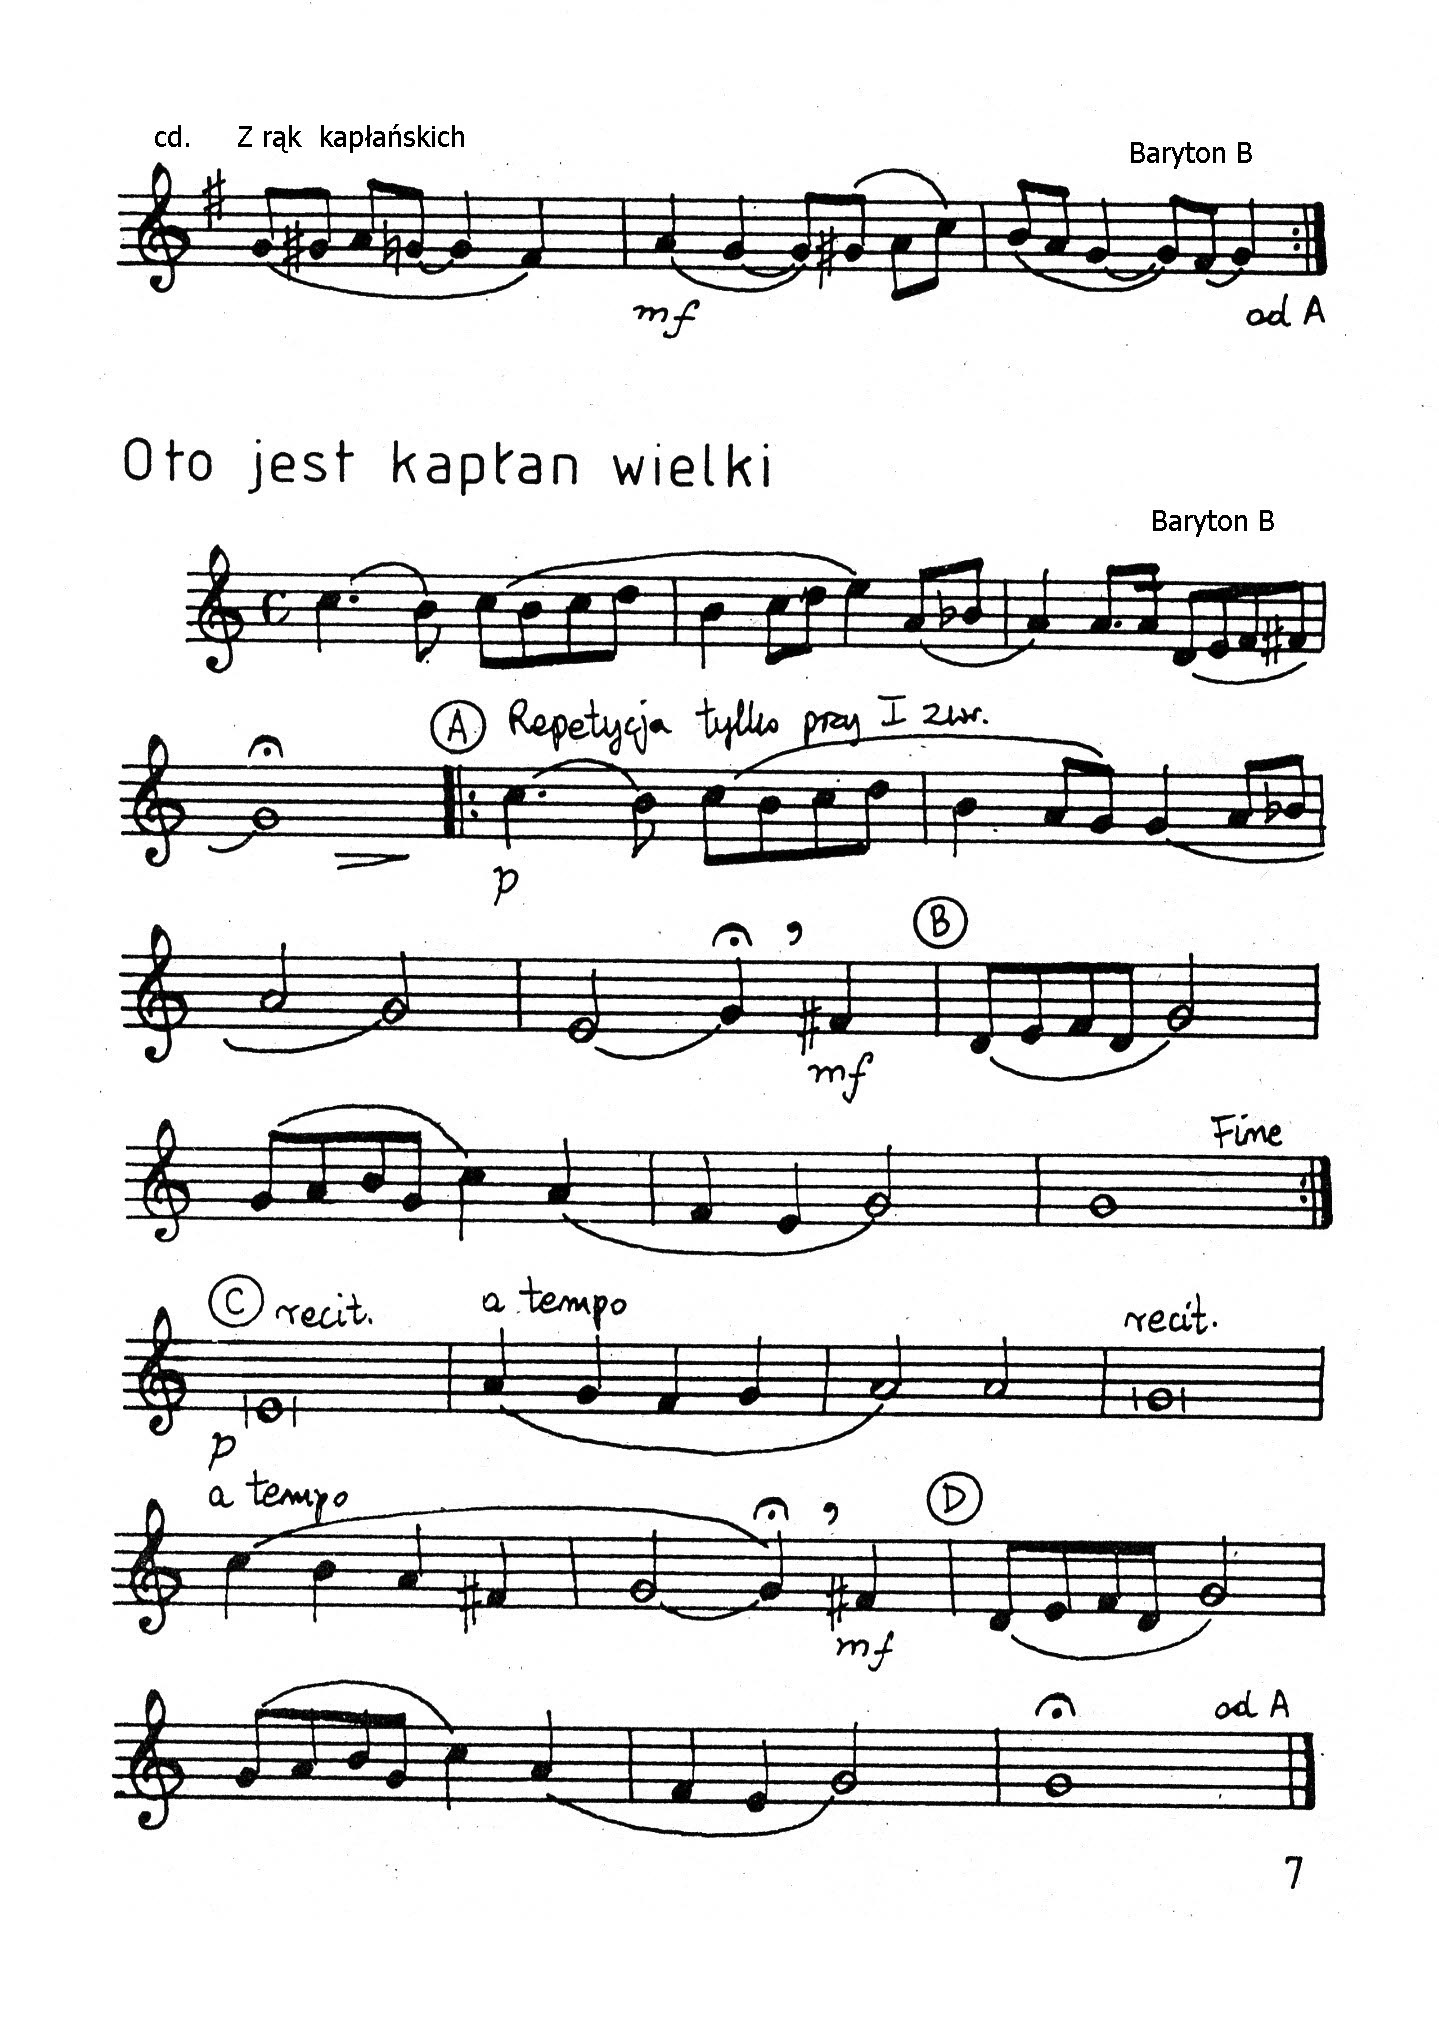 cd. Z rąk kapłańskich
Baryton B
mf
od A
Oto jest kapłan wielki
Baryton B
A Repetycja tylko przy I zwr.
p
B
mf
Fine
C recit. a tempo recit.
p
a tempo
D
mf
od A
7